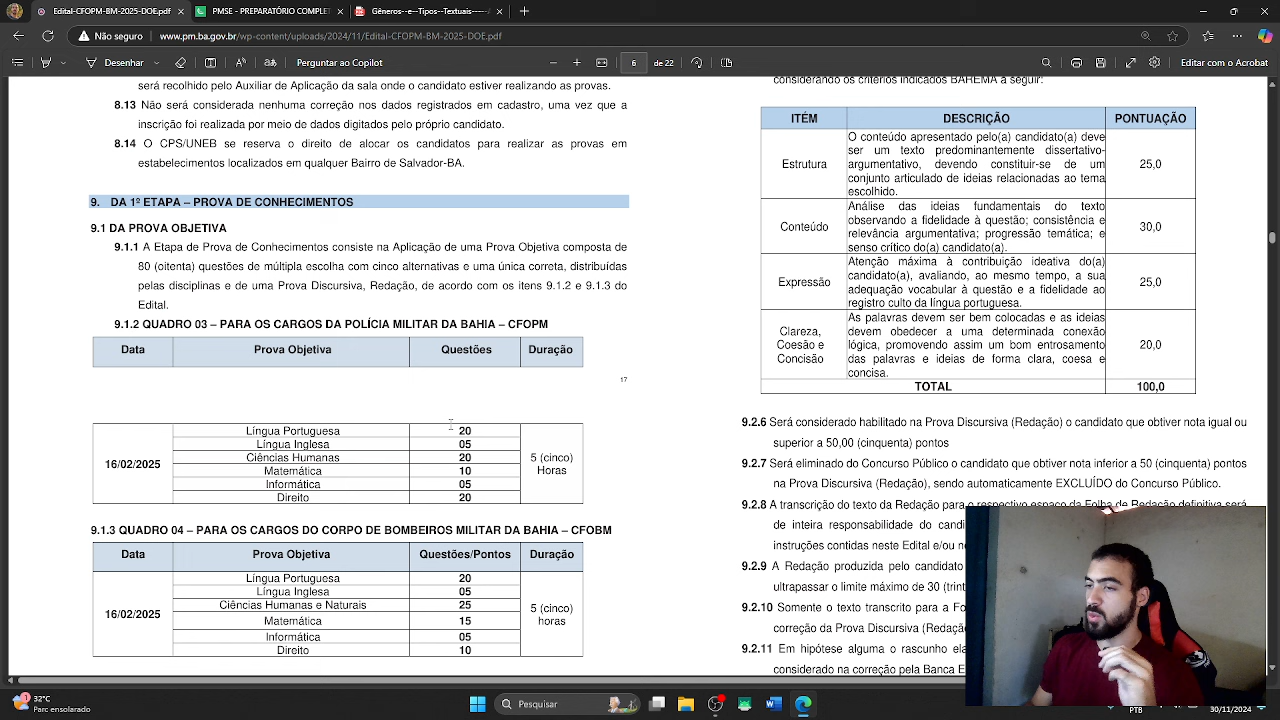 Edital-CFOPM-BM-2025-DOE.pdf
PMSE - PREPARATÓRIO COMPLET
Gêneros-Tipos-Textuais-
Não seguro
www.pm.ba.gov.br/wp-content/uploads/2024/11/Edital-CFOPM-BM-2025-DOE.pdf
Desenhar
Perguntar ao Copilot
6 de 22
Editar com o Acrobat
será recolhido pelo Auxiliar de Aplicação da sala onde o candidato estiver realizando as provas.
8.13 Não será considerada nenhuma correção nos dados registrados em cadastro, uma vez que a
inscrição foi realizada por meio de dados digitados pelo próprio candidato.
8.14 O CPS/UNEB se reserva o direito de alocar os candidatos para realizar as provas em
estabelecimentos localizados em qualquer Bairro de Salvador-BA.
9. DA 1ª ETAPA – PROVA DE CONHECIMENTOS
9.1 DA PROVA OBJETIVA
9.1.1 A Etapa de Prova de Conhecimentos consiste na Aplicação de uma Prova Objetiva composta de
80 (oitenta) questões de múltipla escolha com cinco alternativas e uma única correta, distribuídas
pelas disciplinas e de uma Prova Discursiva, Redação, de acordo com os itens 9.1.2 e 9.1.3 do
Edital.
9.1.2 QUADRO 03 – PARA OS CARGOS DA POLÍCIA MILITAR DA BAHIA – CFOPM
Data Prova Objetiva Questões Duração
17
16/02/2025
Língua Portuguesa 20
Língua Inglesa 05
Ciências Humanas 20
Matemática 10
Informática 05
Direito 20
5 (cinco)
Horas
9.1.3 QUADRO 04 – PARA OS CARGOS DO CORPO DE BOMBEIROS MILITAR DA BAHIA – CFOBM
Data Prova Objetiva Questões/Pontos Duração
16/02/2025
Língua Portuguesa 20
Língua Inglesa 05
Ciências Humanas e Naturais 25
Matemática 15
Informática 05
Direito 10
5 (cinco)
horas
considerando os critérios indicados BAREMA a seguir:
ITÉM DESCRIÇÃO PONTUAÇÃO
Estrutura
O conteúdo apresentado pelo(a) candidato(a) deve
ser um texto predominantemente dissertativo-
argumentativo, devendo constituir-se de um
conjunto articulado de ideias relacionadas ao tema
escolhido.
25,0
Conteúdo
Análise das ideias fundamentais do texto
observando a fidelidade à questão; consistência e
relevância argumentativa; progressão temática; e
senso crítico do(a) candidato(a).
30,0
Expressão
Atenção máxima à contribuição ideativa do(a)
candidato(a), avaliando, ao mesmo tempo, a sua
adequação vocabular à questão e a fidelidade ao
registro culto da língua portuguesa.
25,0
Clareza,
Coesão e
Concisão
As palavras devem ser bem colocadas e as ideias
devem obedecer a uma determinada conexão
lógica, promovendo assim um bom entrosamento
das palavras e ideias de forma clara, coesa e
concisa.
20,0
TOTAL 100,0
9.2.6 Será considerado habilitado na Prova Discursiva (Redação) o candidato que obtiver nota igual ou
superior a 50,00 (cinquenta) pontos
9.2.7 Será eliminado do Concurso Público o candidato que obtiver nota inferior a 50 (cinquenta) pontos
na Prova Discursiva (Redação), sendo automaticamente EXCLUÍDO do Concurso Público.
9.2.8 A transcrição do texto da Redação para o respectivo espaço da Folha de Redação definitiva será
de inteira responsabilidade do candi
instruções contidas neste Edital e/ou n
9.2.9 A Redação produzida pelo candidato
ultrapassar o limite máximo de 30 (trin
9.2.10 Somente o texto transcrito para a Fo
correção da Prova Discursiva (Redaçã
9.2.11 Em hipótese alguma o rascunho ela
considerado na correção pela Banca E
32°C
Parc ensolarado
Pesquisar
PTB
30/11/2024